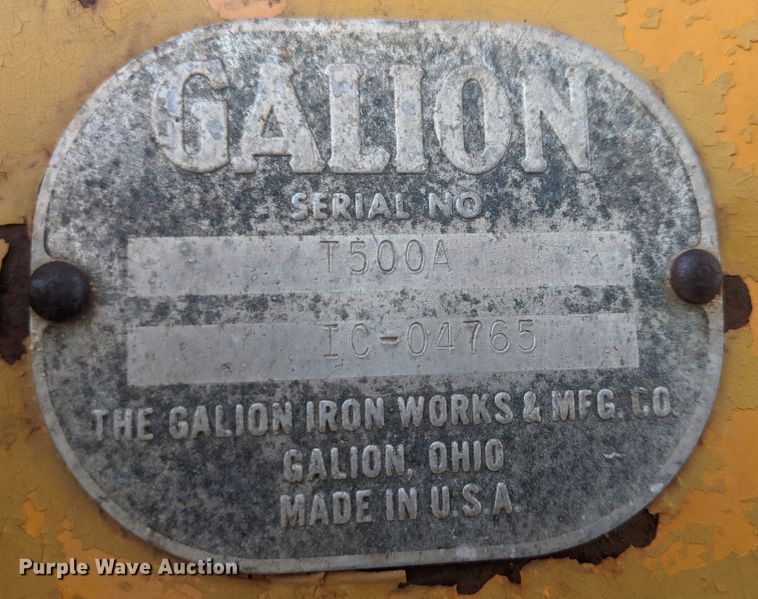 GALION
SERIAL NO.
T500A
IC-04765
THE GALION IRON WORKS & MFG. CO.
GALION, OHIO
MADE IN U.S.A.
Purple Wave Auction